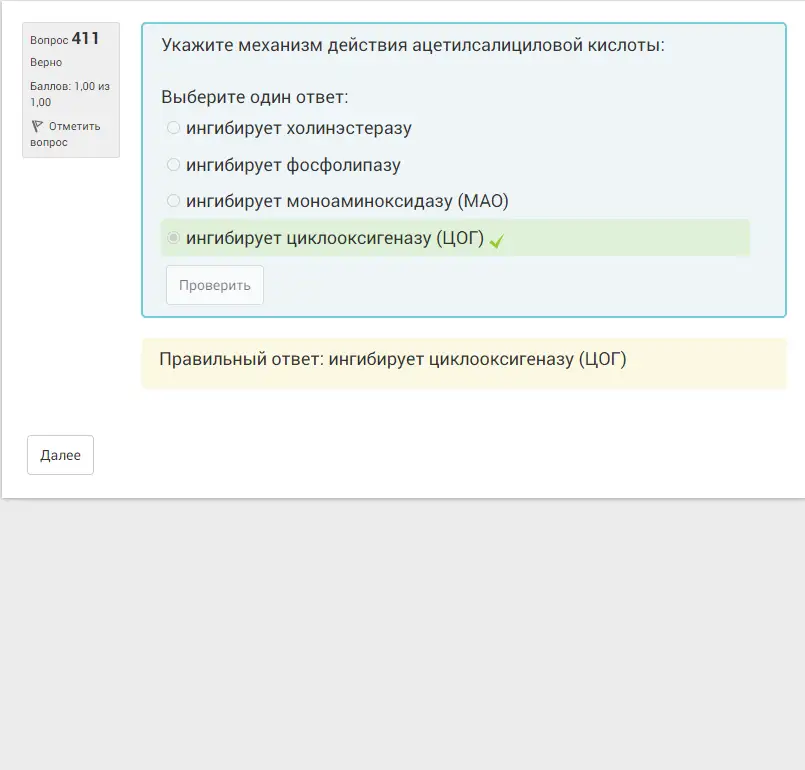 Вопрос 411
Верно
Баллов: 1,00 из
1,00
Отметить
вопрос
Укажите механизм действия ацетилсалициловой кислоты:
Выберите один ответ:
ингибирует холинэстеразу
ингибирует фосфолипазу
ингибирует моноаминоксидазу (МАО)
ингибирует циклооксигеназу (ЦОГ)
Проверить
Правильный ответ: ингибирует циклооксигеназу (ЦОГ)
Далее